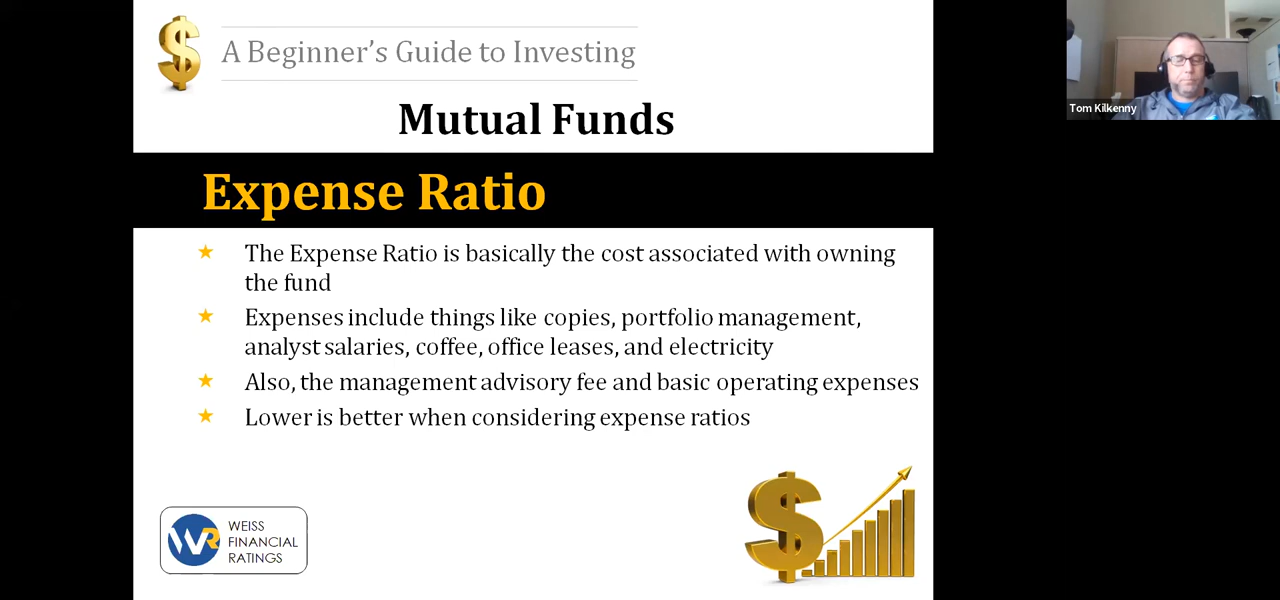 A Beginner's Guide to Investing
Mutual Funds
Expense Ratio
The Expense Ratio is basically the cost associated with owning
the fund
Expenses include things like copies, portfolio management,
analyst salaries, coffee, office leases, and electricity
Also, the management advisory fee and basic operating expenses
Lower is better when considering expense ratios
WR
WEISS
FINANCIAL
RATINGS
Tom Kilkenny